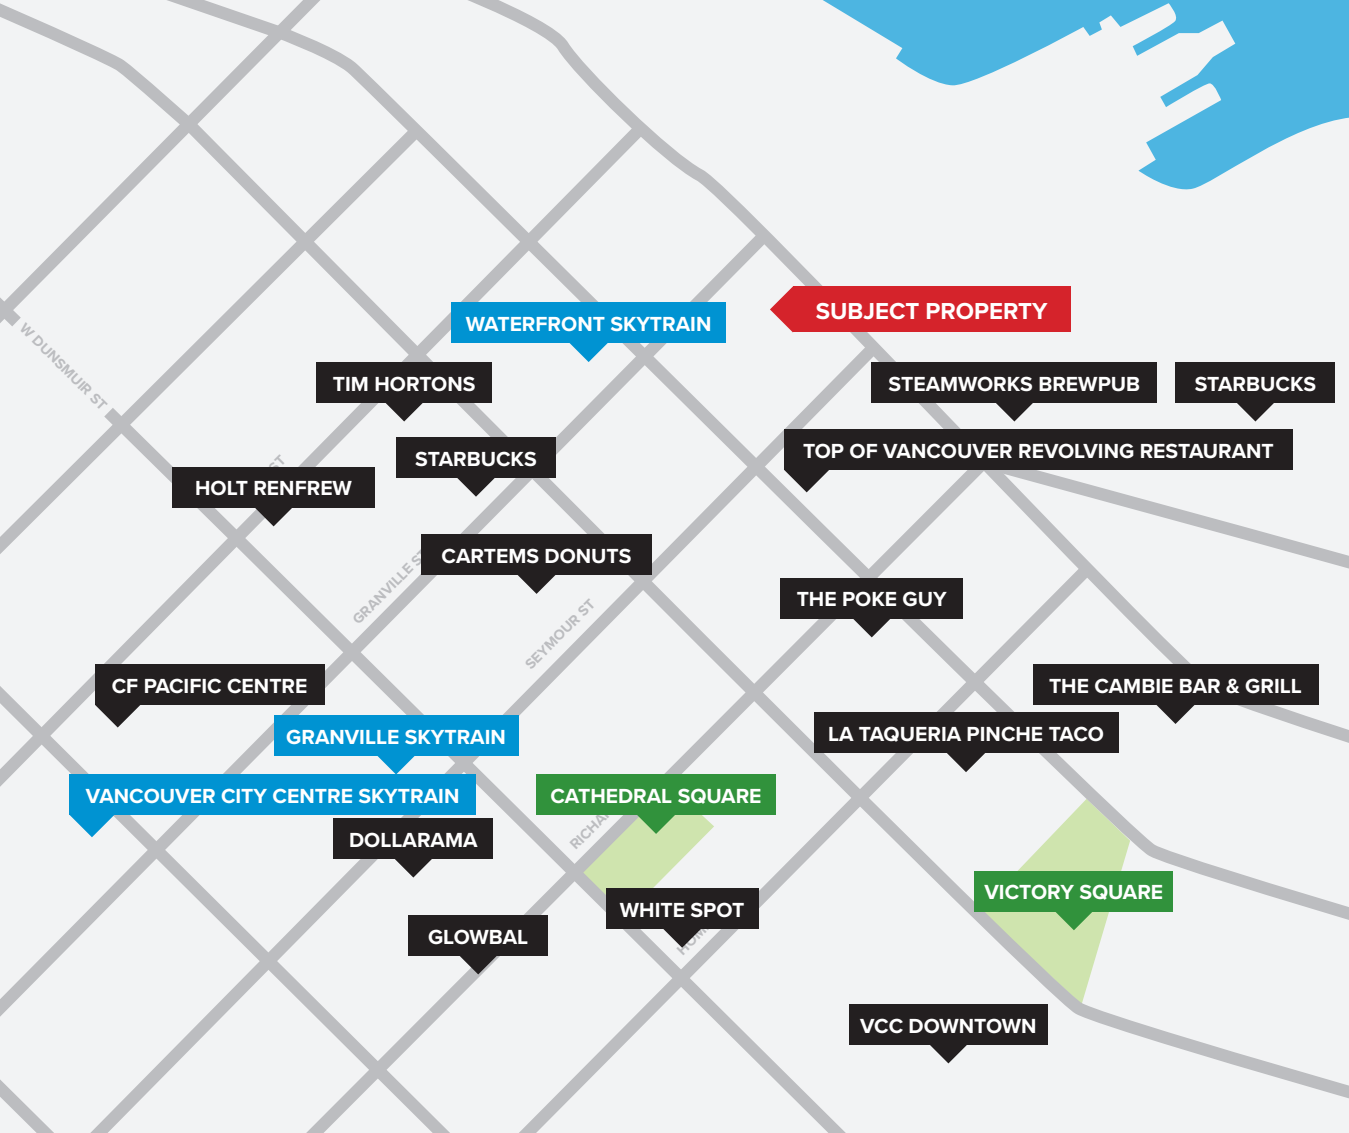 SUBJECT PROPERTY
WATERFRONT SKYTRAIN
W DUNSMUIR ST
TIM HORTONS
STEAMWORKS BREWPUB
STARBUCKS
TOP OF VANCOUVER REVOLVING RESTAURANT
STARBUCKS
ST
HOLT RENFREW
CARTEMS DONUTS
GRANVILLE ST
THE POKE GUY
SEYMOUR ST
CF PACIFIC CENTRE
THE CAMBIE BAR & GRILL
GRANVILLE SKYTRAIN
LA TAQUERIA PINCHE TACO
VANCOUVER CITY CENTRE SKYTRAIN
CATHEDRAL SQUARE
DOLLARAMA
VICTORY SQUARE
WHITE SPOT
GLOWBAL
VCC DOWNTOWN